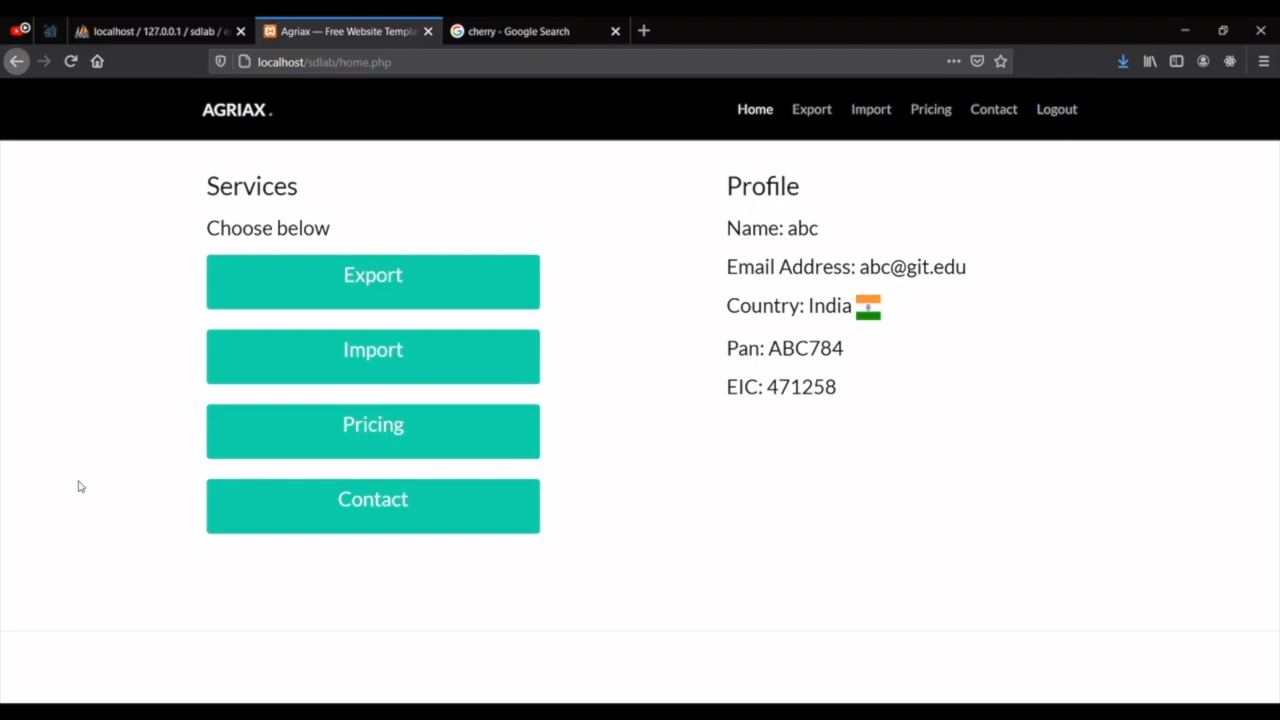 localhost / 127.0.0.1 / sdlab / e
Agriax — Free Website Templa
cherry - Google Search
localhost/sdlab/home.php
AGRIAX.
Home Export Import Pricing Contact Logout
Services
Choose below
Export
Import
Pricing
Contact
Profile
Name: abc
Email Address: abc@git.edu
Country: India
Pan: ABC784
EIC: 471258